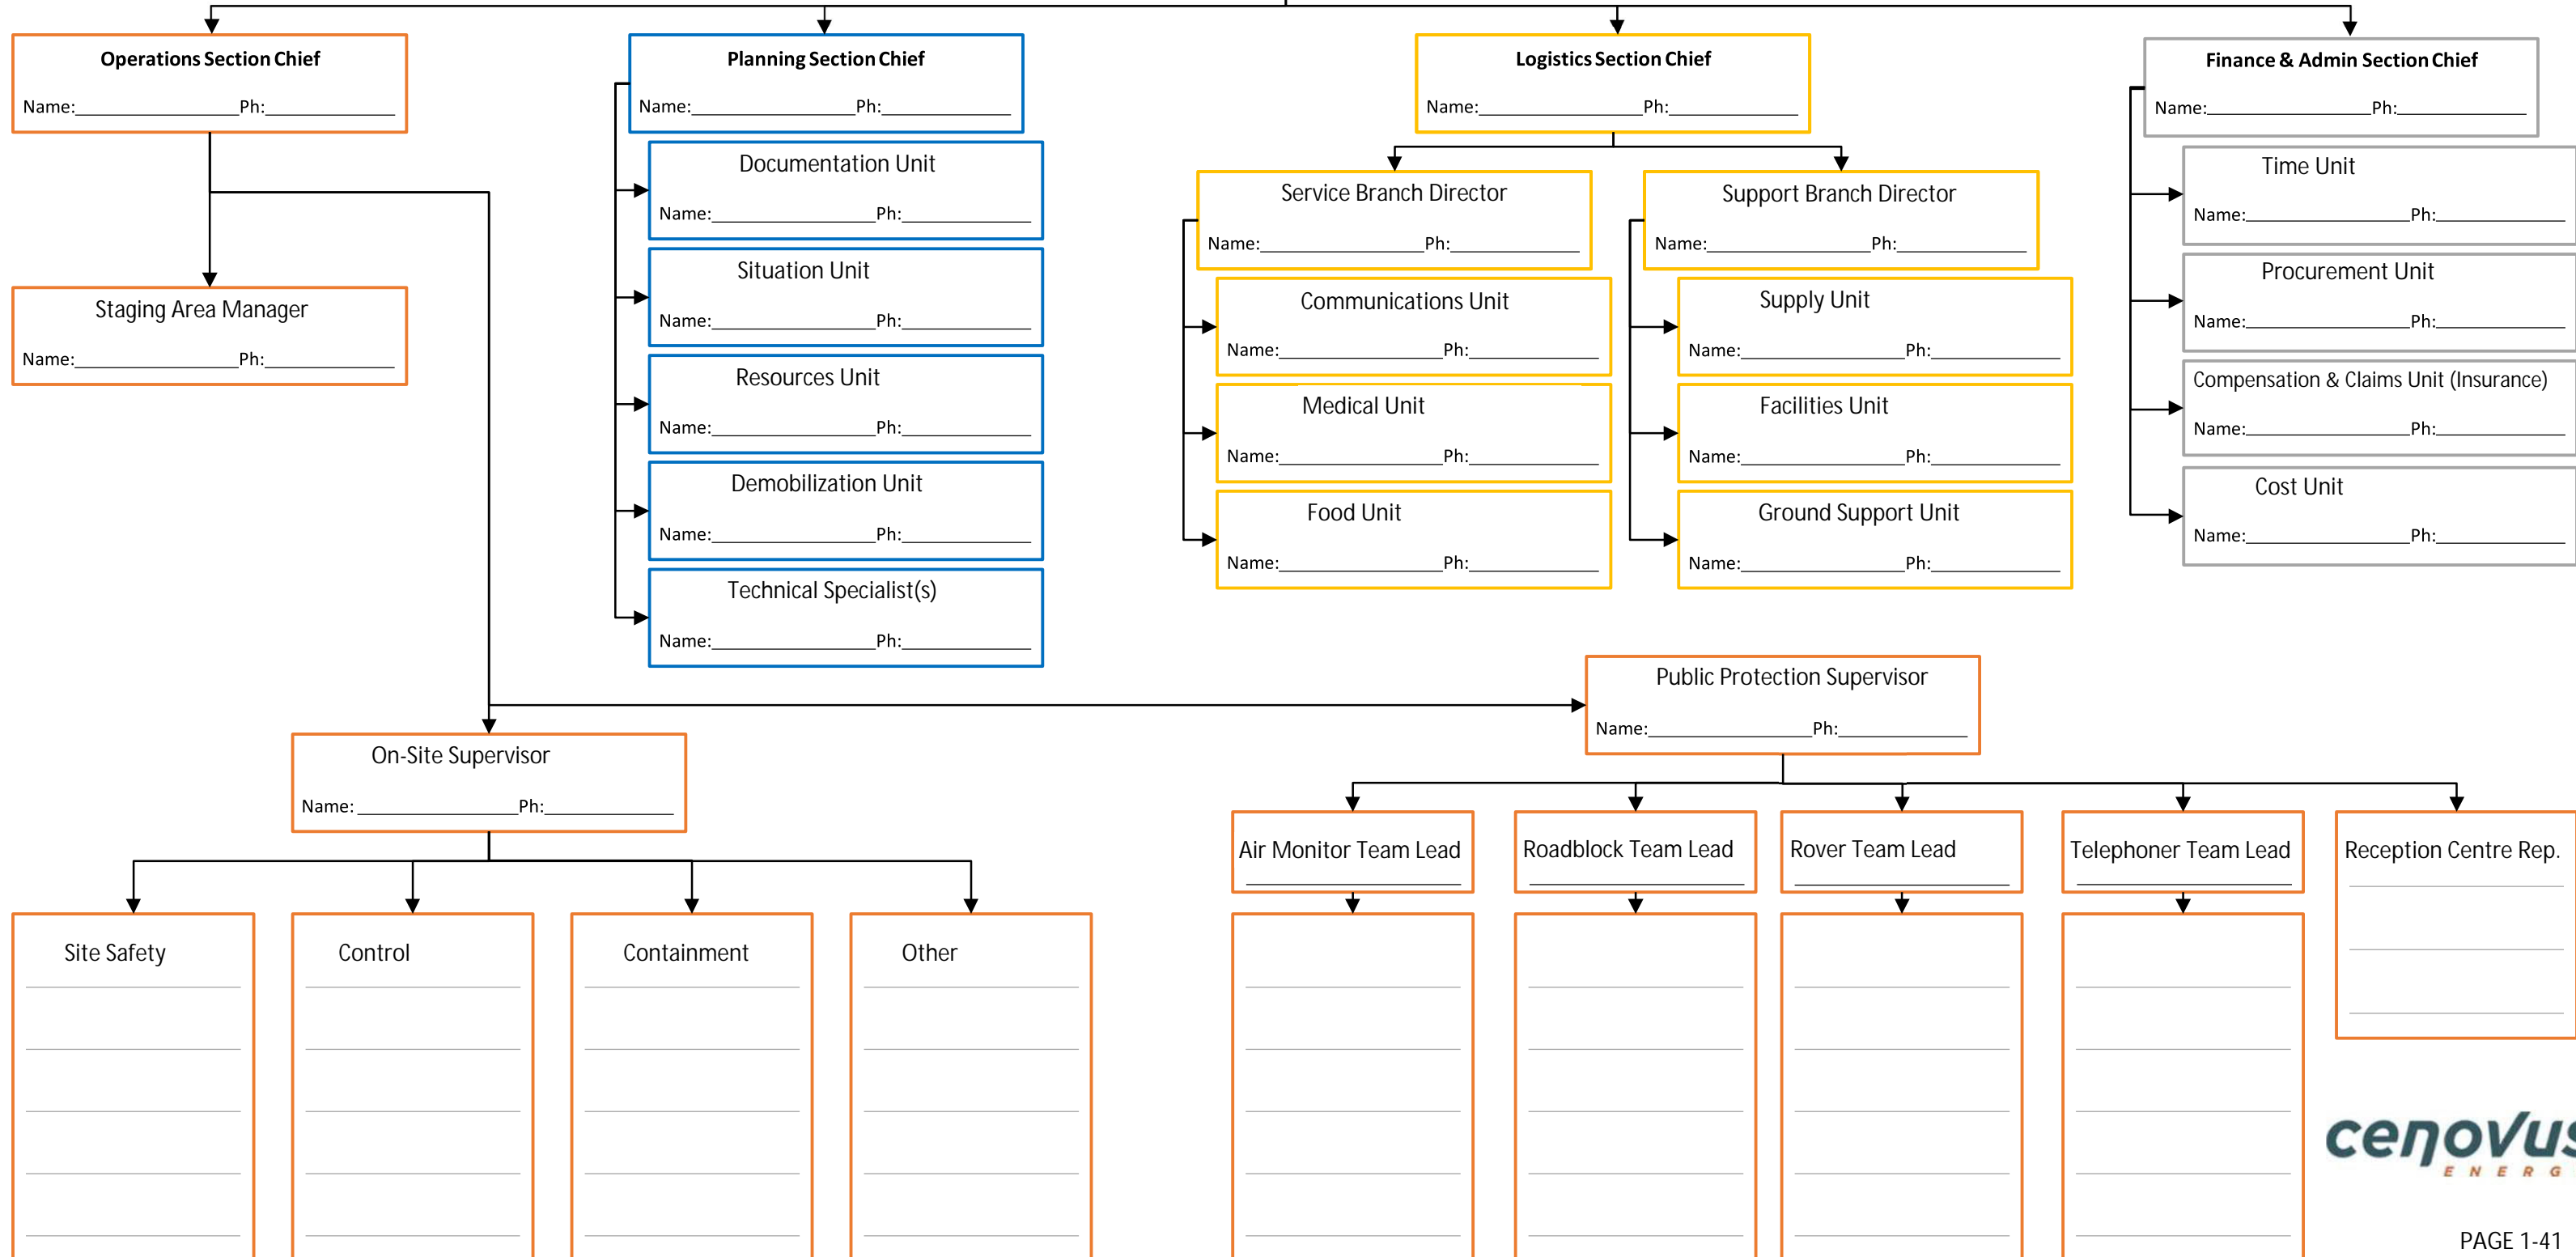 Operations Section Chief
Name:________________Ph:_____________
Planning Section Chief
Name:________________Ph:_____________
Logistics Section Chief
Name:________________Ph:_____________
Finance & Admin Section Chief
Name:________________Ph:_____________
Staging Area Manager
Name:________________Ph:_____________
Documentation Unit
Name:________________Ph:_____________
Situation Unit
Name:________________Ph:_____________
Resources Unit
Name:________________Ph:_____________
Demobilization Unit
Name:________________Ph:_____________
Technical Specialist(s)
Name:________________Ph:_____________
Service Branch Director
Name:________________Ph:_____________
Communications Unit
Name:________________Ph:_____________
Medical Unit
Name:________________Ph:_____________
Food Unit
Name:________________Ph:_____________
Support Branch Director
Name:________________Ph:_____________
Supply Unit
Name:________________Ph:_____________
Facilities Unit
Name:________________Ph:_____________
Ground Support Unit
Name:________________Ph:_____________
Time Unit
Name:________________Ph:_____________
Procurement Unit
Name:________________Ph:_____________
Compensation & Claims Unit (Insurance)
Name:________________Ph:_____________
Cost Unit
Name:________________Ph:_____________
On-Site Supervisor
Name: ________________Ph:_____________
Site Safety
Control
Containment
Other
Public Protection Supervisor
Name:________________Ph:_____________
Air Monitor Team Lead
Roadblock Team Lead
Rover Team Lead
Telephoner Team Lead
Reception Centre Rep.
cenovus
ENERG
PAGE 1-41